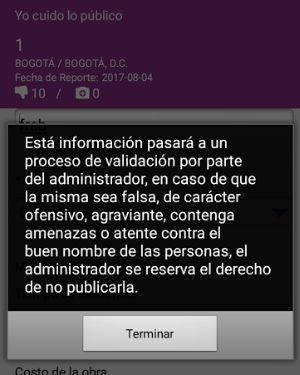 Yo cuido lo público
1
BOGOTÁ / BOGOTÁ, D.C.
Fecha de Reporte: 2017-08-04
10 / 0
Está información pasará a un
proceso de validación por parte
del administrador, en caso de que
la misma sea falsa, de carácter
ofensivo, agraviante, contenga
amenazas o atente contra el
buen nombre de las personas, el
administrador se reserva el derecho
de no publicarla.
Terminar
Costo de la obra